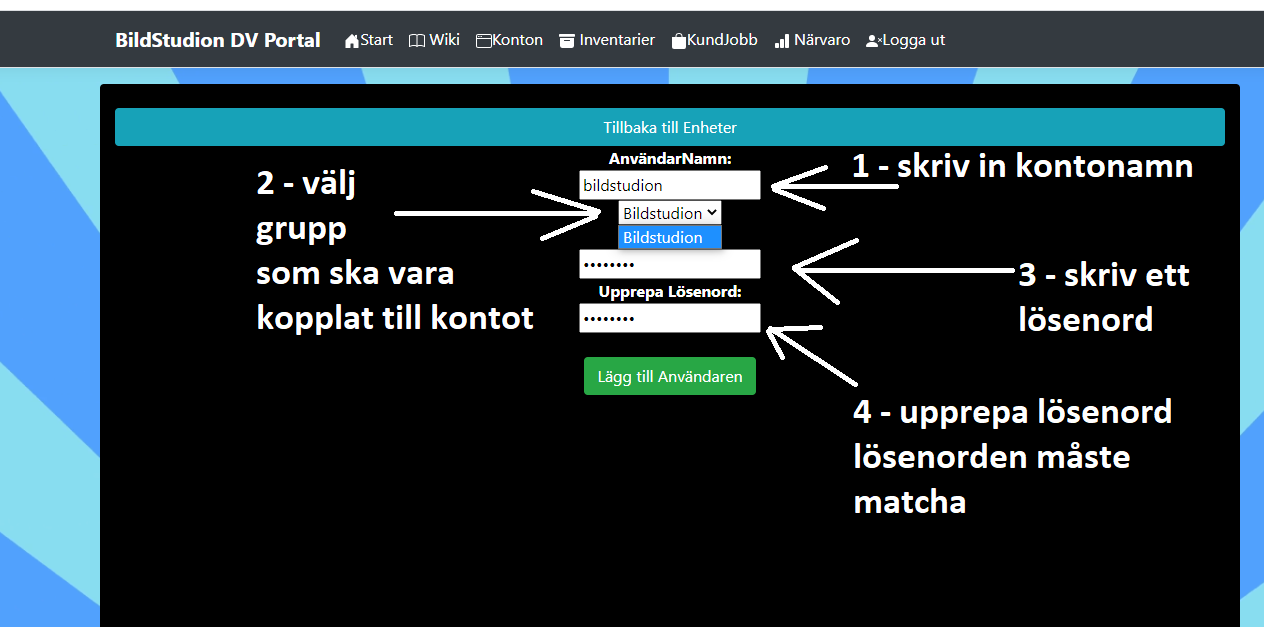 BildStudion DV Portal Start Wiki Konton Inventarier KundJobb Närvaro Logga ut
Tillbaka till Enheter
AnvändarNamn:
bildstudion
1 - skriv in kontonamn
2 - välj
grupp
som ska vara
kopplat till kontot
Bildstudion
Bildstudion
••••••••
3 - skriv ett
lösenord
Upprepa Lösenord:
••••••••
4 - upprepa lösenord
lösenorden måste
matcha
Lägg till Användaren